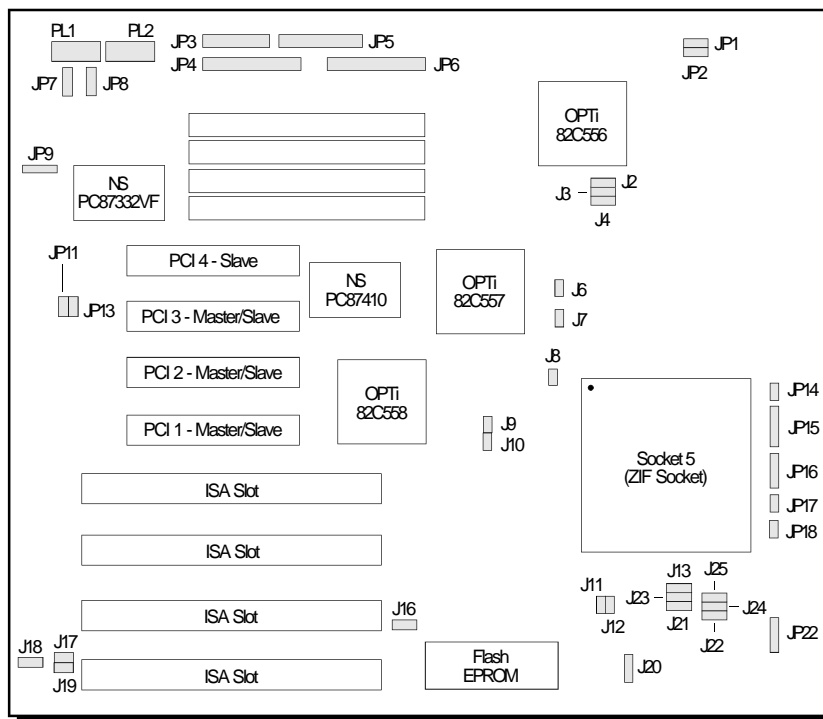 PL1 PL2 JP3 JP5 JP1
JP4 JP6 JP2
JP7 JP8
OPTi
82C556
JP9
NS
PC87332VF
J3 J2
J4
JP11
PCI 4 - Slave
NS
PC87410
OPTi
82C557
J6
JP13
PCI 3 - Master/Slave
J7
PCI 2 - Master/Slave
J8
OPTi
82C558
JP14
J9
JP15
PCI 1 - Master/Slave
J10
Socket 5
(ZIF Socket)
JP16
ISA Slot
JP17
JP18
ISA Slot
J11 J13 J25
J23 J24
J12 J21 J22
JP22
ISA Slot
J16
J18 J17
J19
ISA Slot
Flash
EPROM
J20